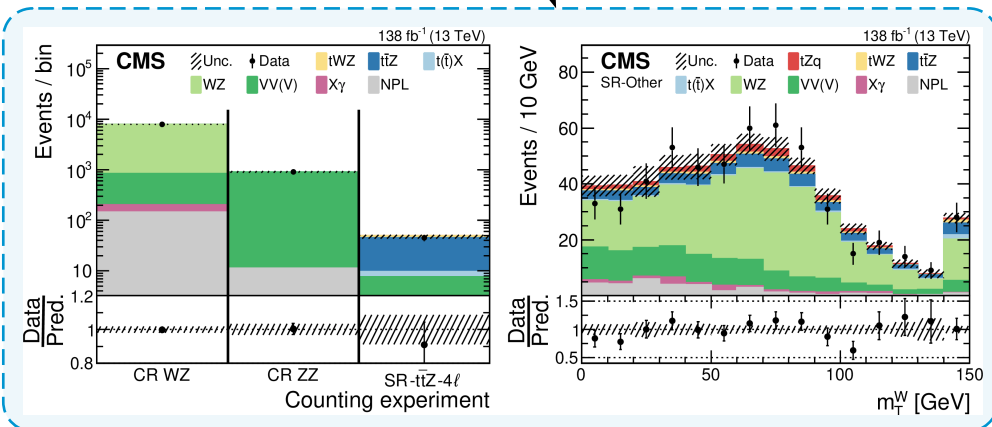 138 fb⁻¹ (13 TeV)
CMS
Unc. Data tWZ tt̄Z t(t̄)X
WZ VV(V) Xγ NPL
Events / bin
10⁵
10⁴
10³
10²
10
1.2
1
0.8
Data
Pred.
CR WZ CR ZZ SR-tt̄Z-4ℓ
Counting experiment
138 fb⁻¹ (13 TeV)
CMS
SR-Other
Unc. Data tZq tWZ tt̄Z
t(t̄)X WZ VV(V) Xγ NPL
Events / 10 GeV
80
60
40
20
1.5
1
0.5
Data
Pred.
0 50 100 150
m_T^W [GeV]